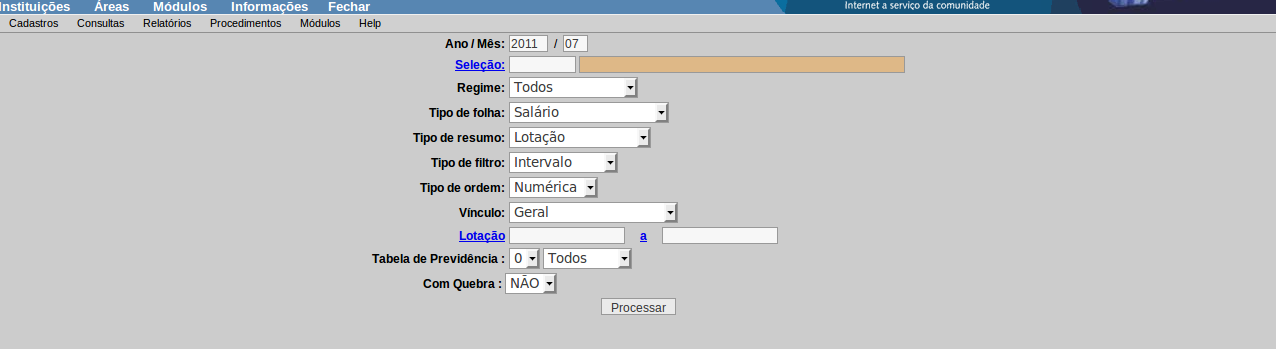 Instituições Áreas Módulos Informações Fechar
Internet a serviço da comunidade
Cadastros Consultas Relatórios Procedimentos Módulos Help
Ano / Mês: 2011 / 07
Seleção:
Regime: Todos
Tipo de folha: Salário
Tipo de resumo: Lotação
Tipo de filtro: Intervalo
Tipo de ordem: Numérica
Vínculo: Geral
Lotação a
Tabela de Previdência : 0 Todos
Com Quebra : NÃO
Processar